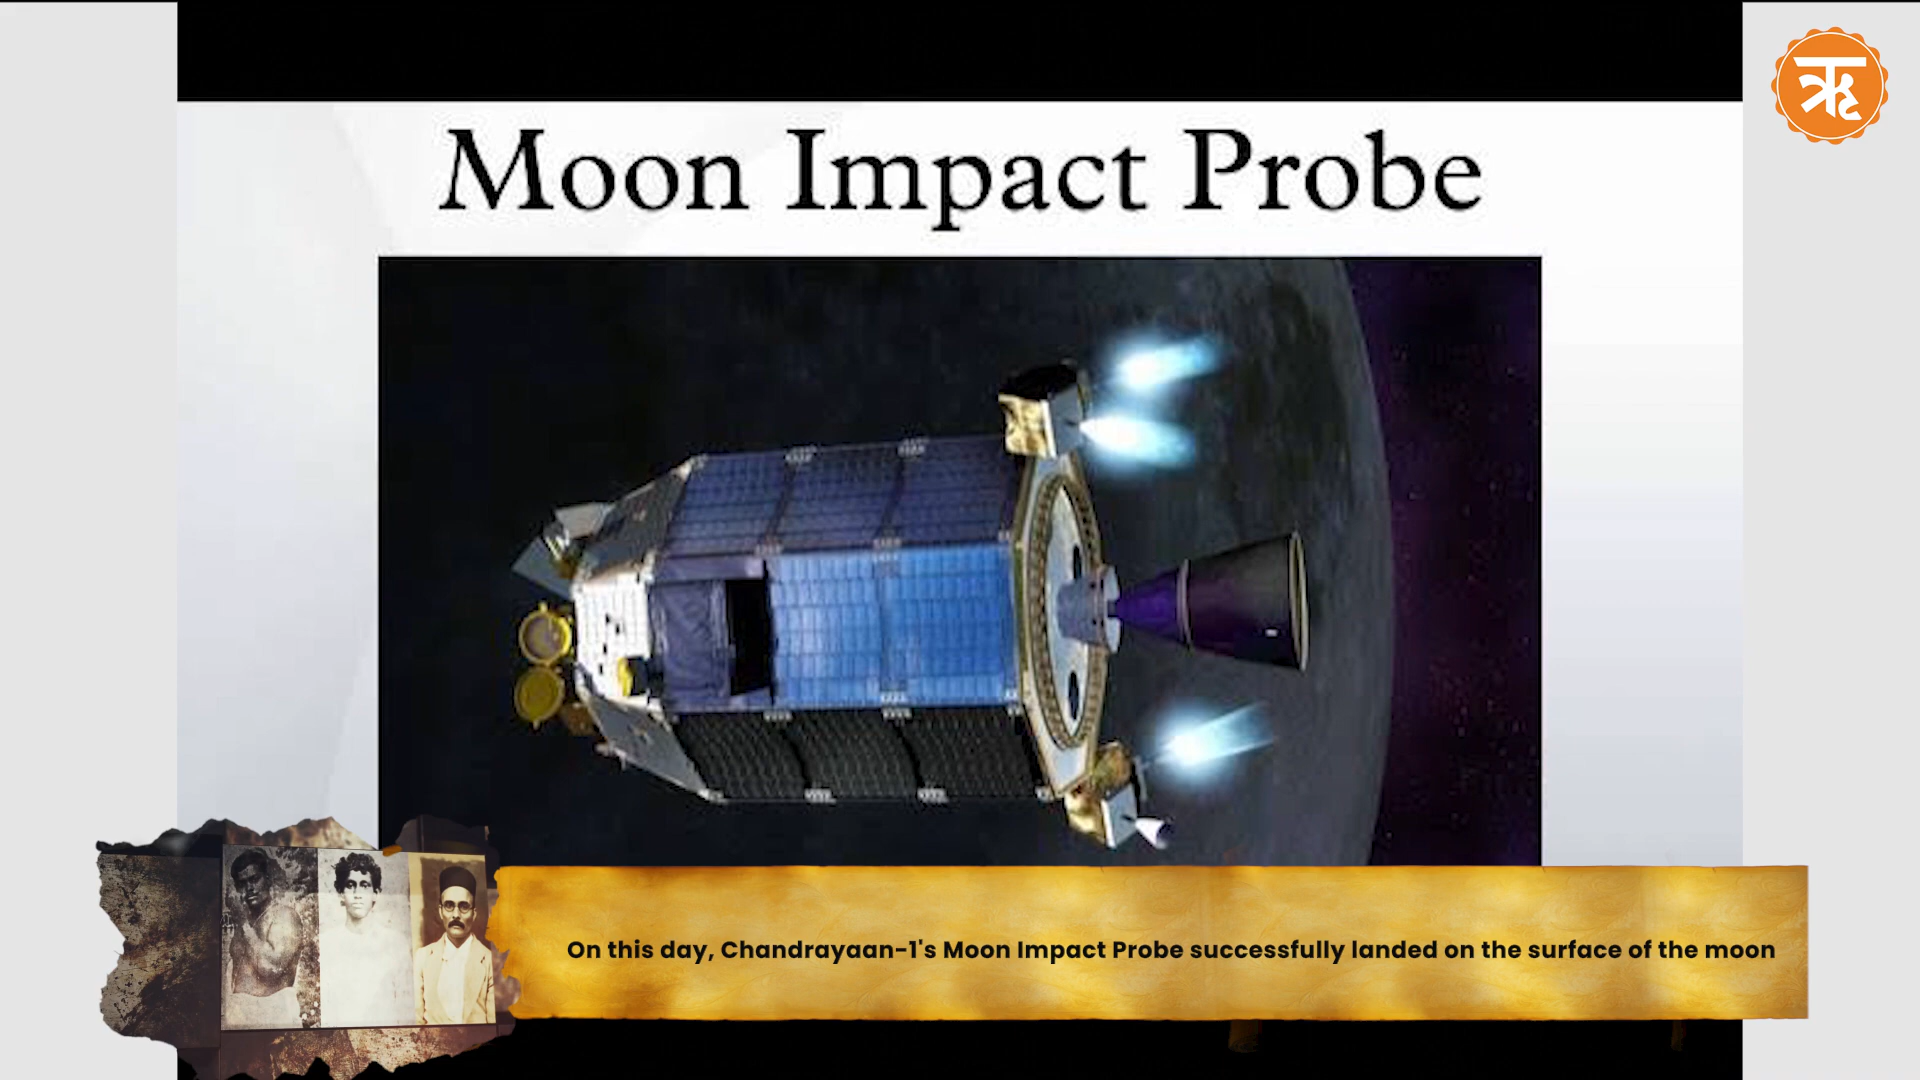 ऋ
Moon Impact Probe
On this day, Chandrayaan-1's Moon Impact Probe successfully landed on the surface of the moon